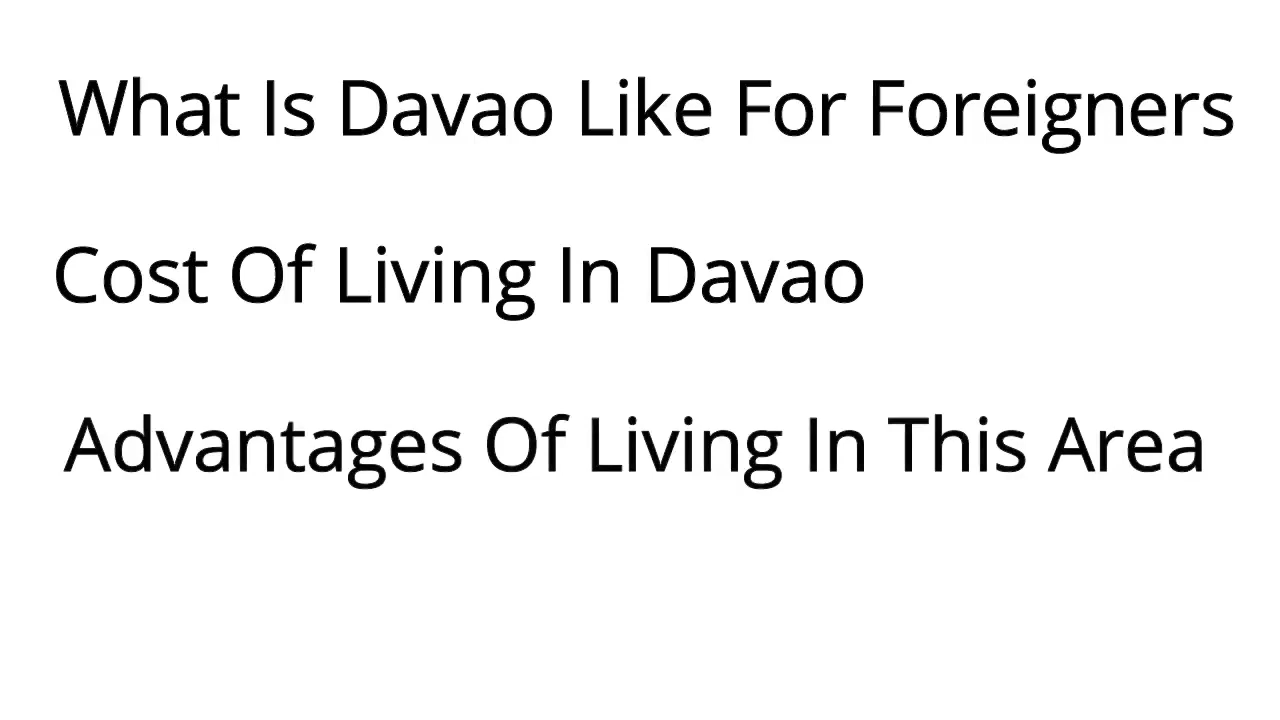 What Is Davao Like For Foreigners
Cost Of Living In Davao
Advantages Of Living In This Area